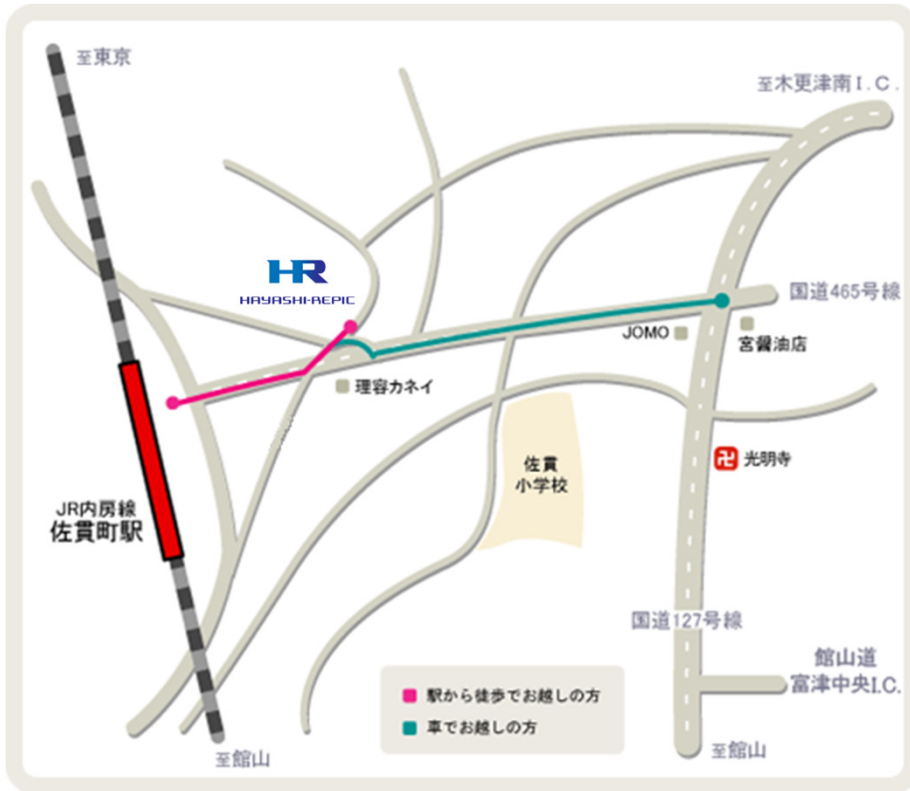 至東京
至木更津南I.C.
HR
HAYASHI-REPIC
国道465号線
JOMO
宮醤油店
理容カネイ
光明寺
佐貫
小学校
JR内房線
佐貫町駅
国道127号線
館山道
富津中央I.C.
駅から徒歩でお越しの方
車でお越しの方
至館山
至館山